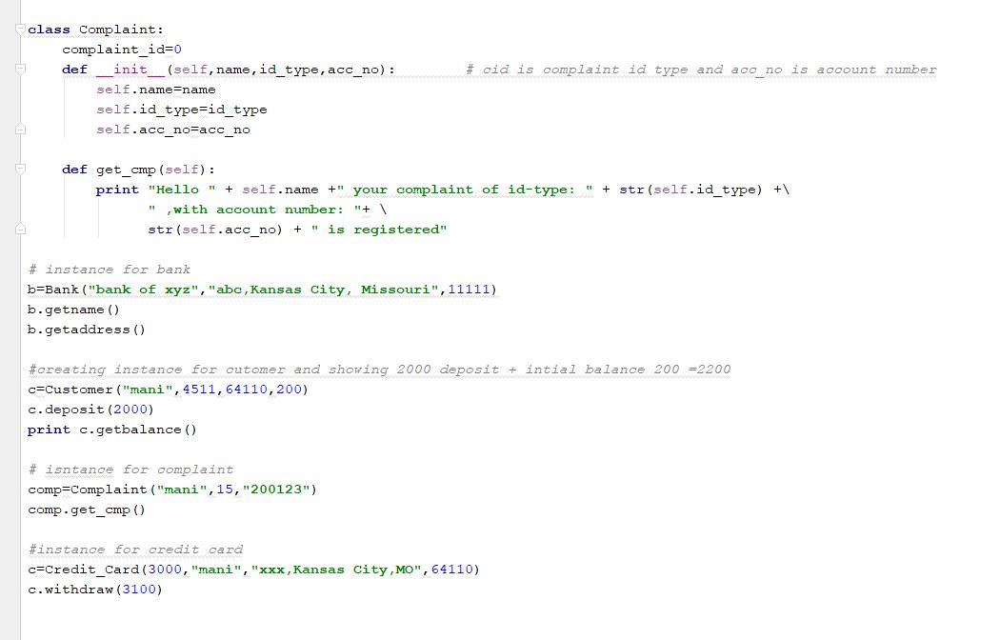 class Complaint:
    complaint_id=0
    def __init__(self,name,id_type,acc_no):        # cid is complaint id type and acc_no is account number
        self.name=name
        self.id_type=id_type
        self.acc_no=acc_no
    def get_cmp(self):
        print "Hello " + self.name +" your complaint of id-type: " + str(self.id_type) +\
              " ,with account number: "+ \
              str(self.acc_no) + " is registered"
# instance for bank
b=Bank("bank of xyz","abc,Kansas City, Missouri",11111)
b.getname()
b.getaddress()
#creating instance for cutomer and showing 2000 deposit + intial balance 200 =2200
c=Customer("mani",4511,64110,200)
c.deposit(2000)
print c.getbalance()
# isntance for complaint
comp=Complaint("mani",15,"200123")
comp.get_cmp()
#instance for credit card
c=Credit_Card(3000,"mani","xxx,Kansas City,MO",64110)
c.withdraw(3100)